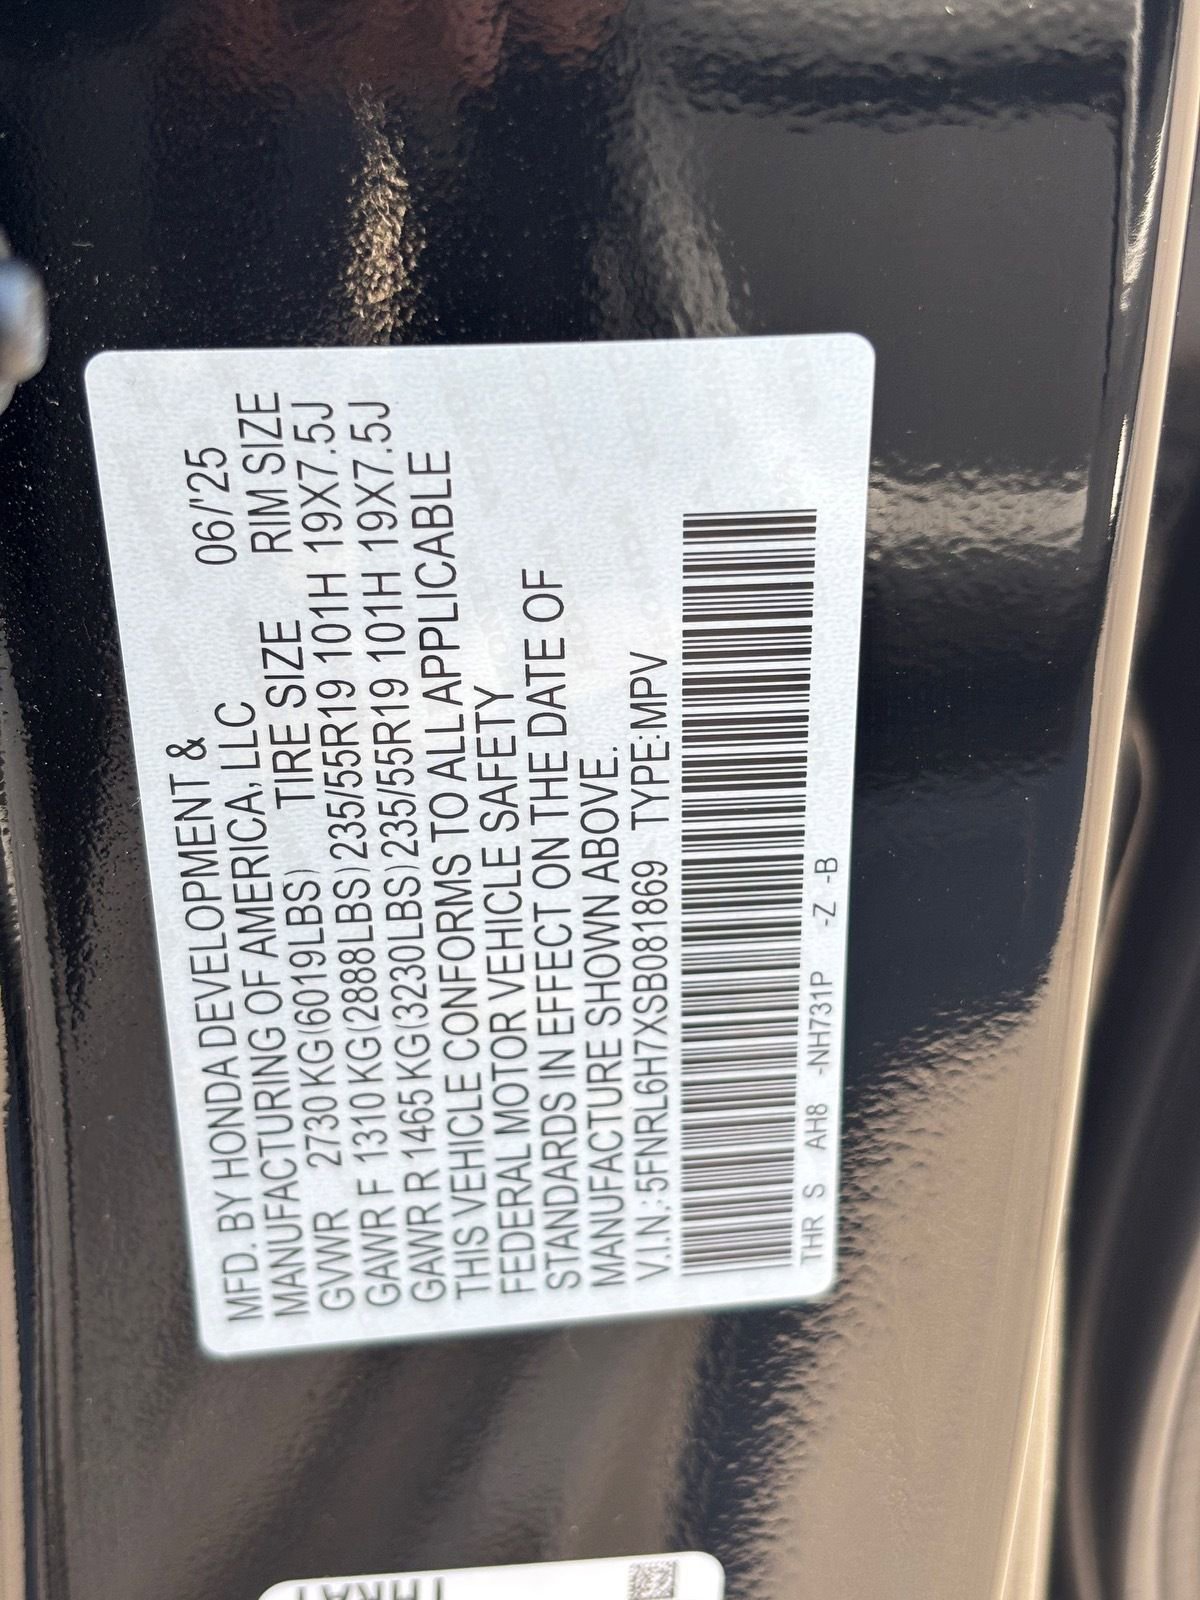 MFD. BY HONDA DEVELOPMENT &
MANUFACTURING OF AMERICA, LLC 06/'25
GVWR 2730 KG (6019LBS) TIRE SIZE RIM SIZE
GAWR F 1310 KG (2888LBS) 235/55R19 101H 19X7.5J
GAWR R 1465 KG (3230LBS) 235/55R19 101H 19X7.5J
THIS VEHICLE CONFORMS TO ALL APPLICABLE
FEDERAL MOTOR VEHICLE SAFETY
STANDARDS IN EFFECT ON THE DATE OF
MANUFACTURE SHOWN ABOVE.
V.I.N.:5FNRL6H7XSB081869 TYPE:MPV
THR S AH8 -NH731P -Z -B